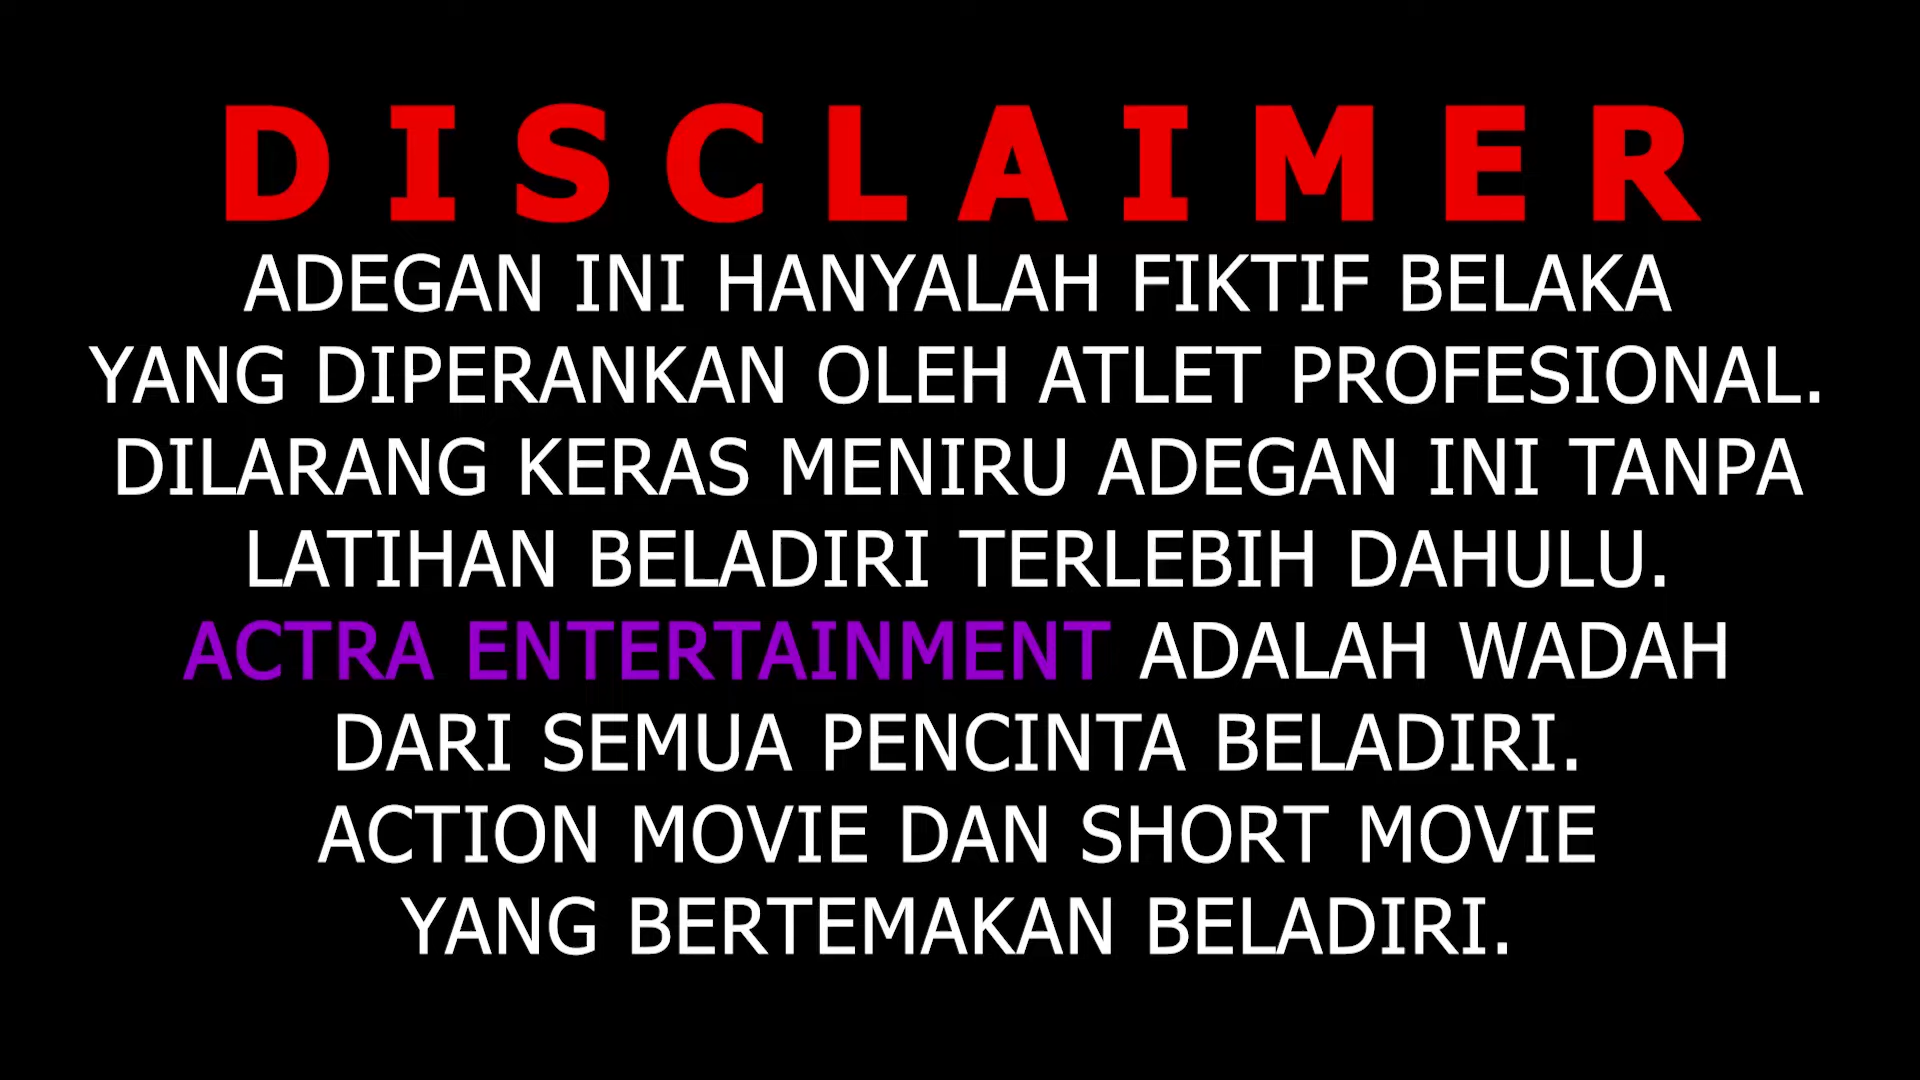 DISCLAIMER
ADEGAN INI HANYALAH FIKTIF BELAKA
YANG DIPERANKAN OLEH ATLET PROFESIONAL.
DILARANG KERAS MENIRU ADEGAN INI TANPA
LATIHAN BELADIRI TERLEBIH DAHULU.
ACTRA ENTERTAINMENT ADALAH WADAH
DARI SEMUA PENCINTA BELADIRI.
ACTION MOVIE DAN SHORT MOVIE
YANG BERTEMAKAN BELADIRI.